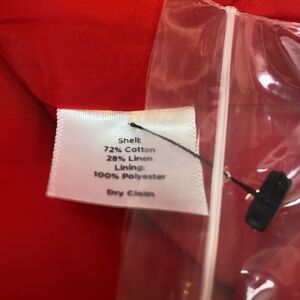 Shell:
72% Cotton
28% Linen
Lining:
100% Polyester
Dry Clean